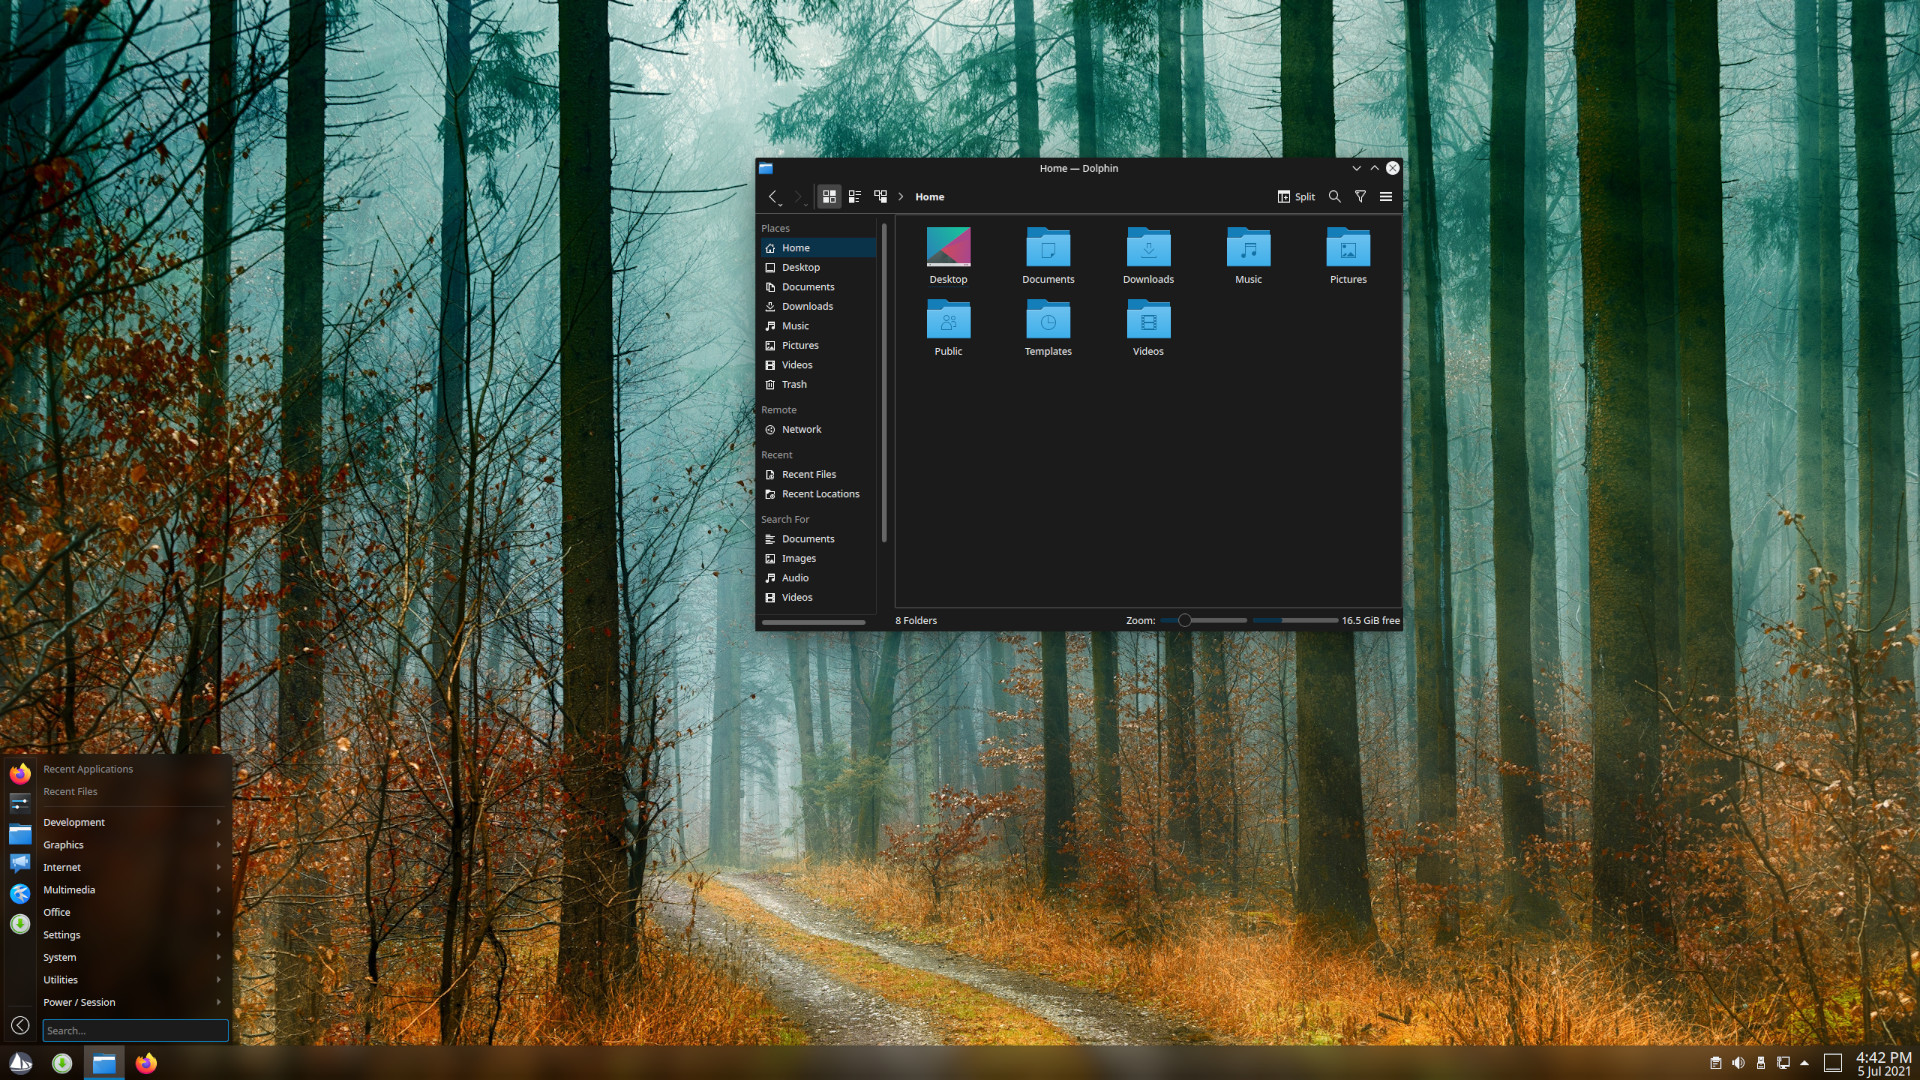 Home — Dolphin
Home
Split
Places
Home
Desktop
Documents
Downloads
Music
Pictures
Videos
Trash
Remote
Network
Recent
Recent Files
Recent Locations
Search For
Documents
Images
Audio
Videos
Desktop
Documents
Downloads
Music
Pictures
Public
Templates
Videos
8 Folders
Zoom:
16.5 GiB free
Recent Applications
Recent Files
Development
Graphics
Internet
Multimedia
Office
Settings
System
Utilities
Power / Session
Search...
4:42 PM
5 Jul 2021